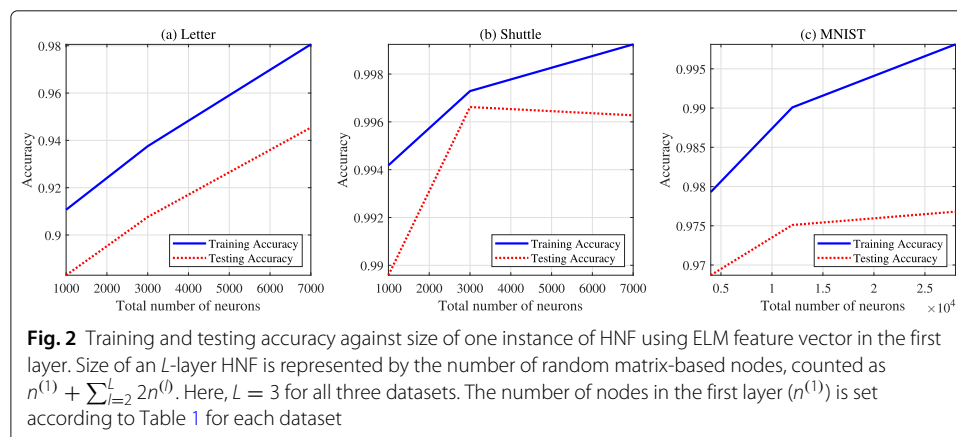 (a) Letter
0.98
0.96
0.94
0.92
0.9
Accuracy
Training Accuracy
Testing Accuracy
1000 2000 3000 4000 5000 6000 7000
Total number of neurons
(b) Shuttle
0.998
0.996
0.994
0.992
0.99
Accuracy
Training Accuracy
Testing Accuracy
1000 2000 3000 4000 5000 6000 7000
Total number of neurons
(c) MNIST
0.995
0.99
0.985
0.98
0.975
0.97
Accuracy
Training Accuracy
Testing Accuracy
0.5 1 1.5 2 2.5
×10⁴
Total number of neurons
Fig. 2 Training and testing accuracy against size of one instance of HNF using ELM feature vector in the first
layer. Size of an L-layer HNF is represented by the number of random matrix-based nodes, counted as
n⁽¹⁾ + ∑ᴸₗ₌₂ 2n⁽ˡ⁾. Here, L = 3 for all three datasets. The number of nodes in the first layer (n⁽¹⁾) is set
according to Table 1 for each dataset